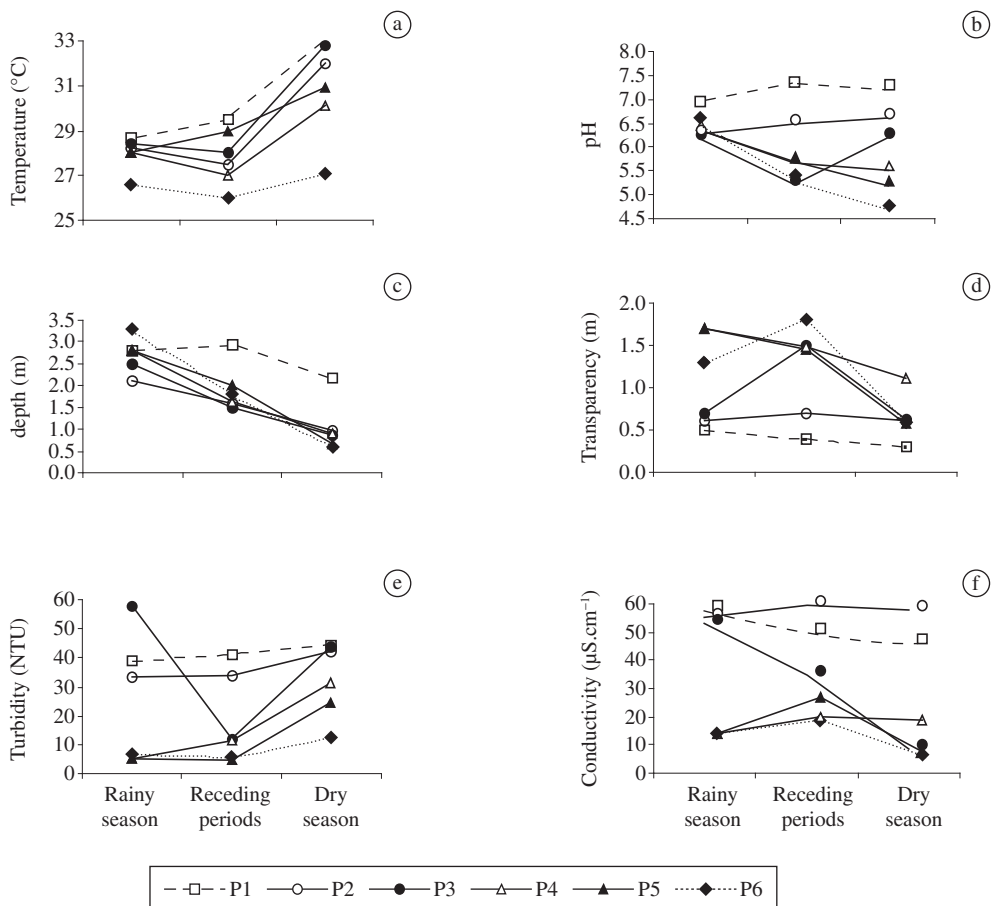 a
Temperature (°C)
33
31
29
27
25
b
pH
8.0
7.5
7.0
6.5
6.0
5.5
5.0
4.5
c
depth (m)
3.5
3.0
2.5
2.0
1.5
1.0
0.5
0.0
d
Transparency (m)
2.0
1.5
1.0
0.5
0.0
e
Turbidity (NTU)
60
50
40
30
20
10
0
Rainy season
Receding periods
Dry season
f
Conductivity (µS.cm⁻¹)
60
50
40
30
20
10
0
Rainy season
Receding periods
Dry season
P1 P2 P3 P4 P5 P6